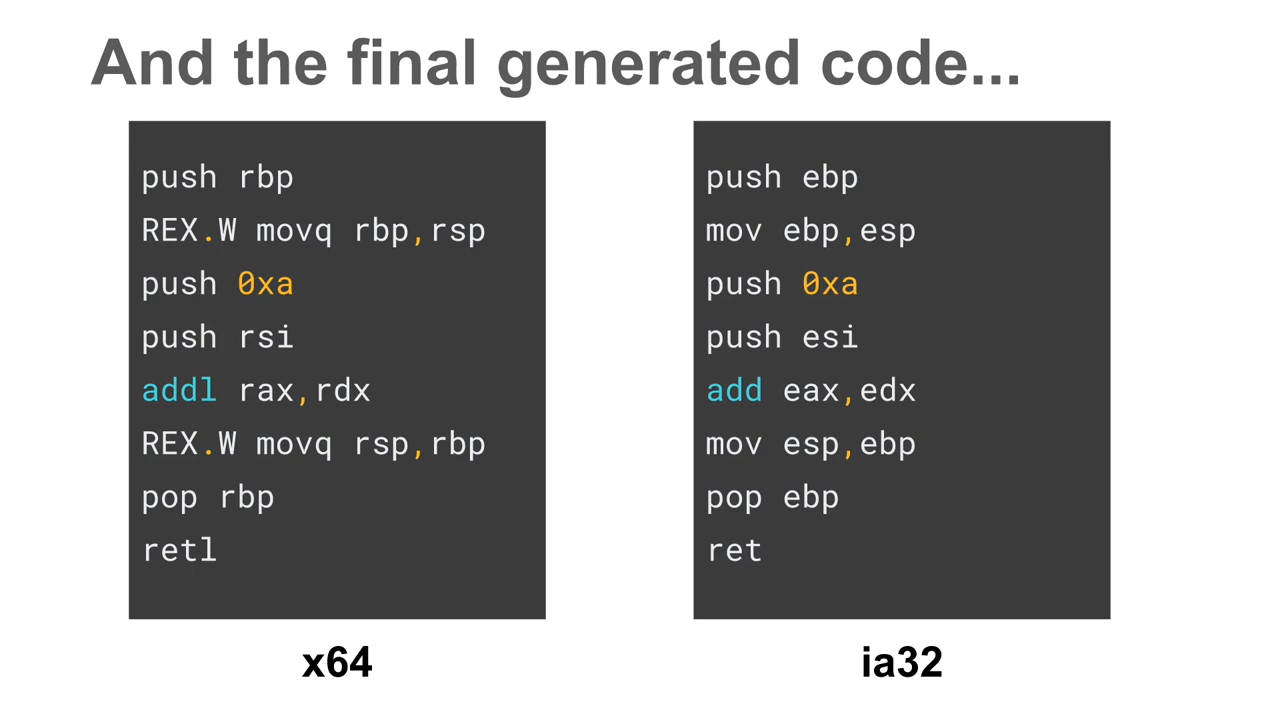 And the final generated code...
push rbp
REX.W movq rbp,rsp
push 0xa
push rsi
addl rax,rdx
REX.W movq rsp,rbp
pop rbp
retl
x64
push ebp
mov ebp,esp
push 0xa
push esi
add eax,edx
mov esp,ebp
pop ebp
ret
ia32